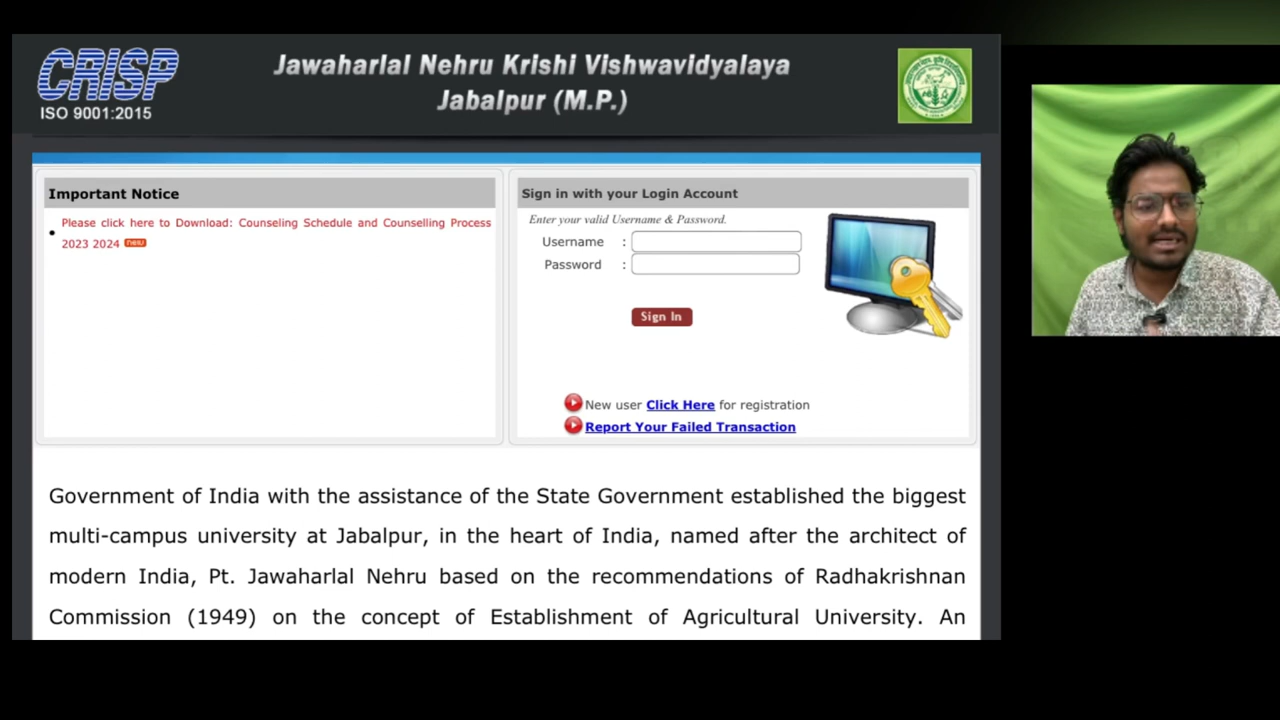 CRISP
ISO 9001:2015
Jawaharlal Nehru Krishi Vishwavidyalaya
Jabalpur (M.P.)
Important Notice
Please click here to Download: Counseling Schedule and Counselling Process
2023 2024 new
Sign in with your Login Account
Enter your valid Username & Password.
Username :
Password :
Sign In
New user Click Here for registration
Report Your Failed Transaction
Government of India with the assistance of the State Government established the biggest
multi-campus university at Jabalpur, in the heart of India, named after the architect of
modern India, Pt. Jawaharlal Nehru based on the recommendations of Radhakrishnan
Commission (1949) on the concept of Establishment of Agricultural University. An